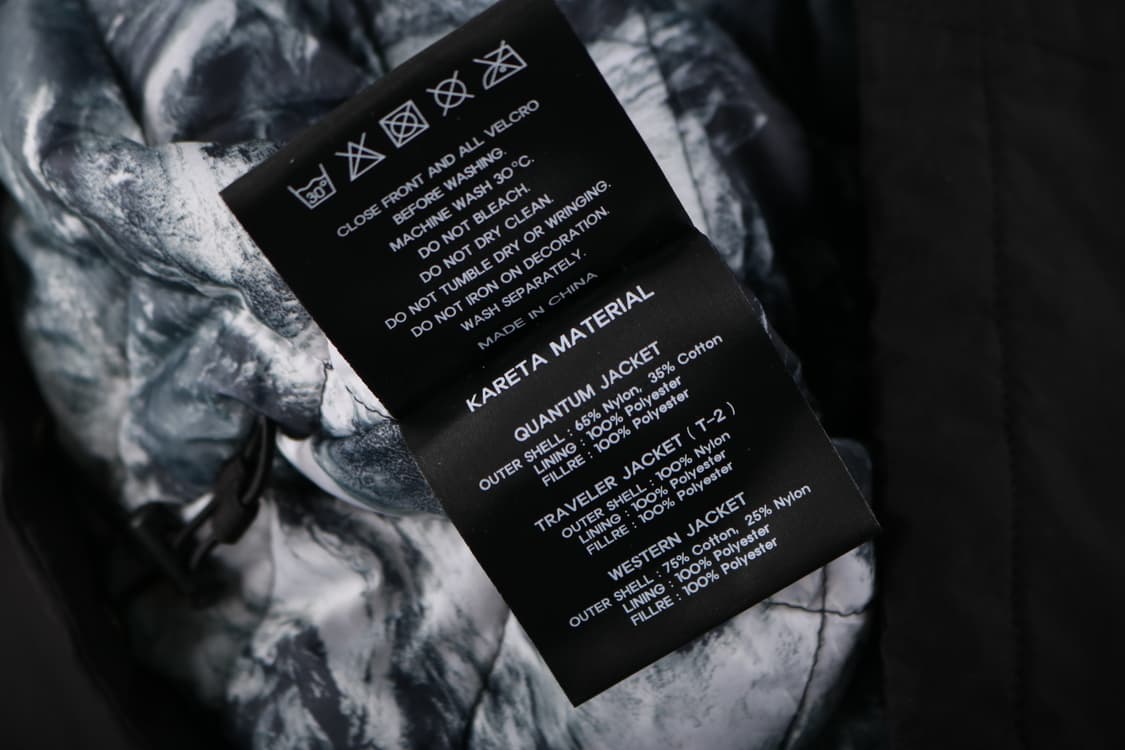 30°
CLOSE FRONT AND ALL VELCRO
BEFORE WASHING.
MACHINE WASH 30°C.
DO NOT BLEACH.
DO NOT DRY CLEAN.
DO NOT TUMBLE DRY OR WRINGING.
DO NOT IRON ON DECORATION.
WASH SEPARATELY.
MADE IN CHINA
KARETA MATERIAL
QUANTUM JACKET
OUTER SHELL : 65% Nylon, 35% Cotton
LINING : 100% Polyester
FILLRE : 100% Polyester
TRAVELER JACKET ( T-2 )
OUTER SHELL : 100% Nylon
LINING : 100% Polyester
FILLRE : 100% Polyester
WESTERN JACKET
OUTER SHELL : 75% Cotton, 25% Nylon
LINING : 100% Polyester
FILLRE : 100% Polyester